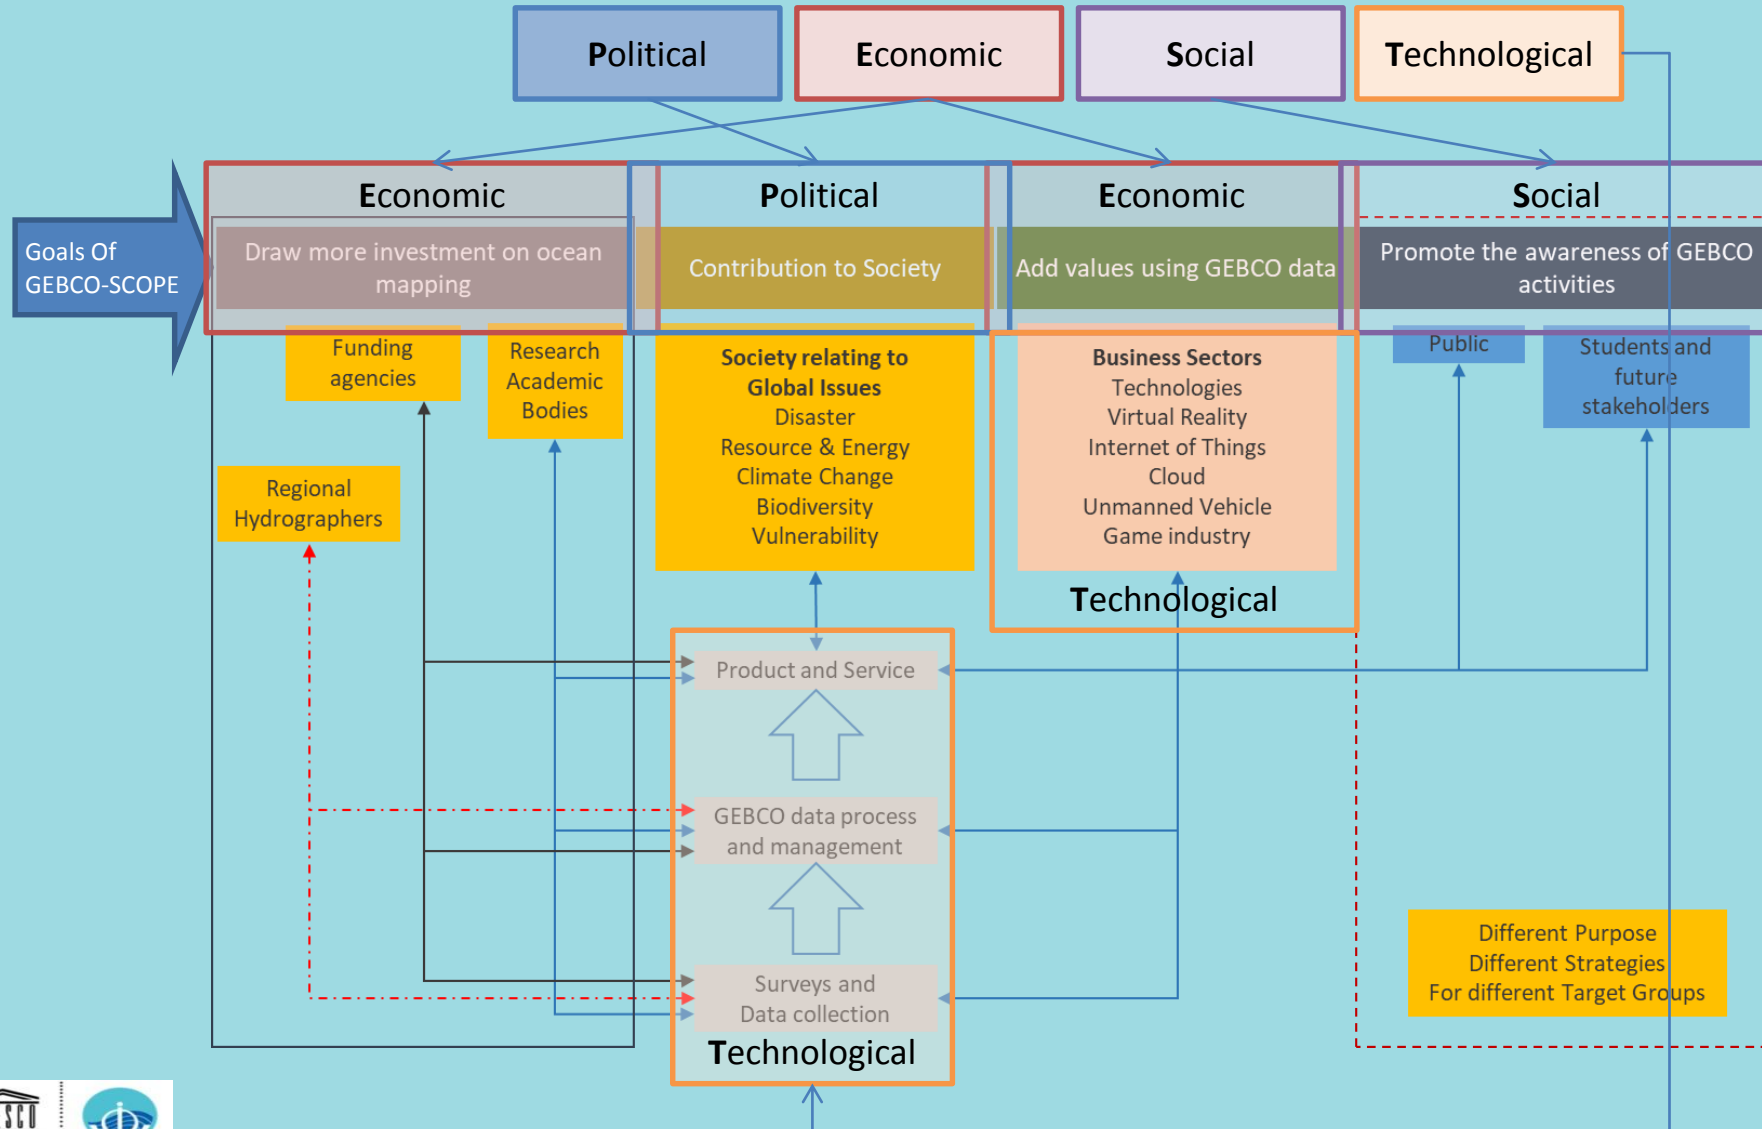 Political
Economic
Social
Technological
Economic
Political
Economic
Social
Goals Of
GEBCO-SCOPE
Draw more investment on ocean
mapping
Contribution to Society
Add values using GEBCO data
Promote the awareness of GEBCO
activities
Funding
agencies
Research
Academic
Bodies
Regional
Hydrographers
Society relating to
Global Issues
Disaster
Resource & Energy
Climate Change
Biodiversity
Vulnerability
Business Sectors
Technologies
Virtual Reality
Internet of Things
Cloud
Unmanned Vehicle
Game industry
Technological
Public
Students and
future
stakeholders
Product and Service
GEBCO data process
and management
Surveys and
Data collection
Technological
Different Purpose
Different Strategies
For different Target Groups